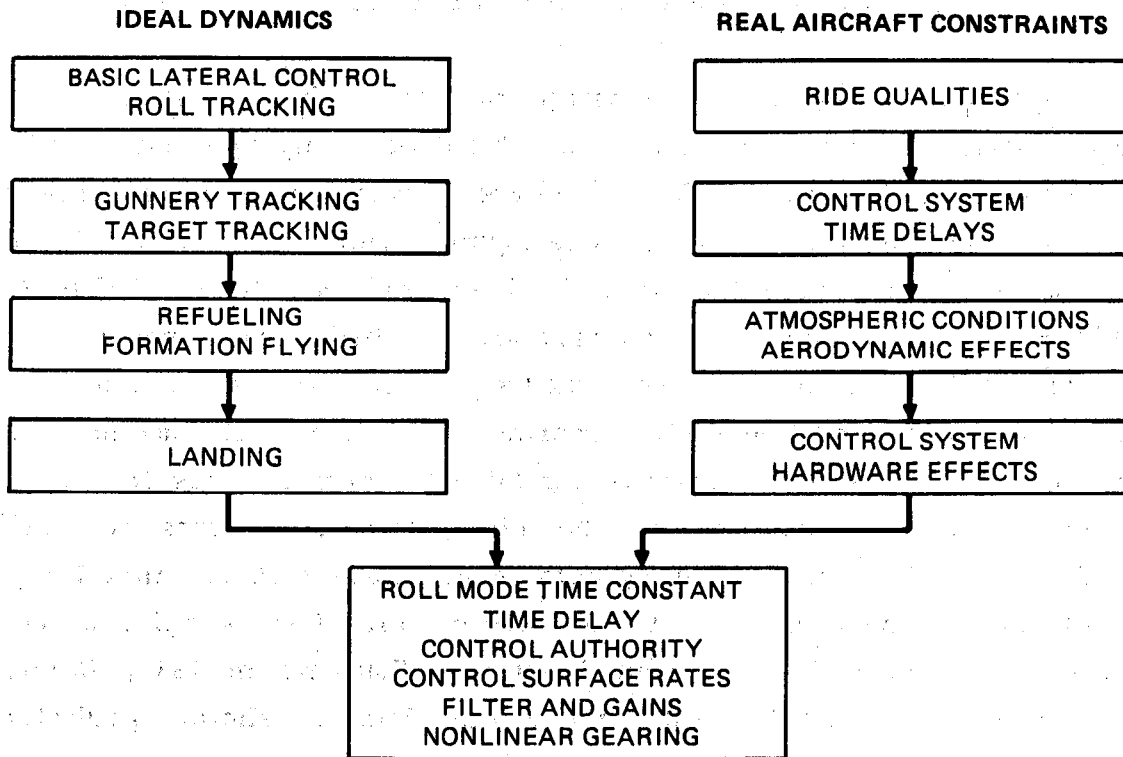 IDEAL DYNAMICS
BASIC LATERAL CONTROL
ROLL TRACKING
GUNNERY TRACKING
TARGET TRACKING
REFUELING
FORMATION FLYING
LANDING
REAL AIRCRAFT CONSTRAINTS
RIDE QUALITIES
CONTROL SYSTEM
TIME DELAYS
ATMOSPHERIC CONDITIONS
AERODYNAMIC EFFECTS
CONTROL SYSTEM
HARDWARE EFFECTS
ROLL MODE TIME CONSTANT
TIME DELAY
CONTROL AUTHORITY
CONTROL SURFACE RATES
FILTER AND GAINS
NONLINEAR GEARING